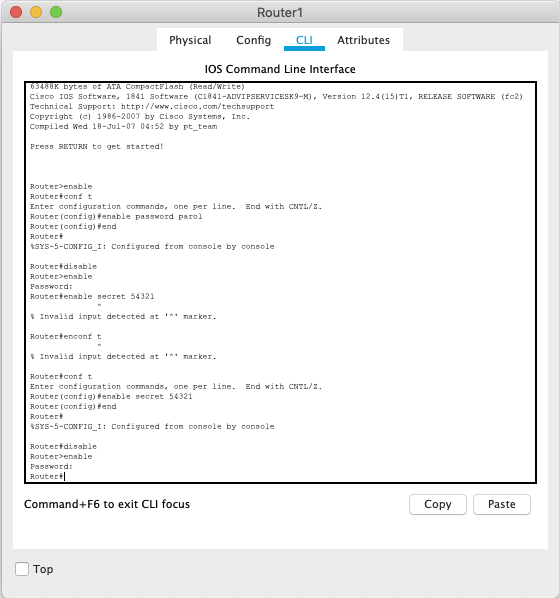 Router1
Physical Config CLI Attributes
IOS Command Line Interface
63488K bytes of ATA CompactFlash (Read/Write)
Cisco IOS Software, 1841 Software (C1841-ADVIPSERVICESK9-M), Version 12.4(15)T1, RELEASE SOFTWARE (fc2)
Technical Support: http://www.cisco.com/techsupport
Copyright (c) 1986-2007 by Cisco Systems, Inc.
Compiled Wed 18-Jul-07 04:52 by pt_team
Press RETURN to get started!
Router>enable
Router#conf t
Enter configuration commands, one per line.  End with CNTL/Z.
Router(config)#enable password parol
Router(config)#end
Router#
%SYS-5-CONFIG_I: Configured from console by console
Router#disable
Router>enable
Password:
Router#enable secret 54321
^
% Invalid input detected at '^' marker.
Router#enconf t
^
% Invalid input detected at '^' marker.
Router#conf t
Enter configuration commands, one per line.  End with CNTL/Z.
Router(config)#enable secret 54321
Router(config)#end
Router#
%SYS-5-CONFIG_I: Configured from console by console
Router#disable
Router>enable
Password:
Router#
Command+F6 to exit CLI focus
Copy Paste
Top